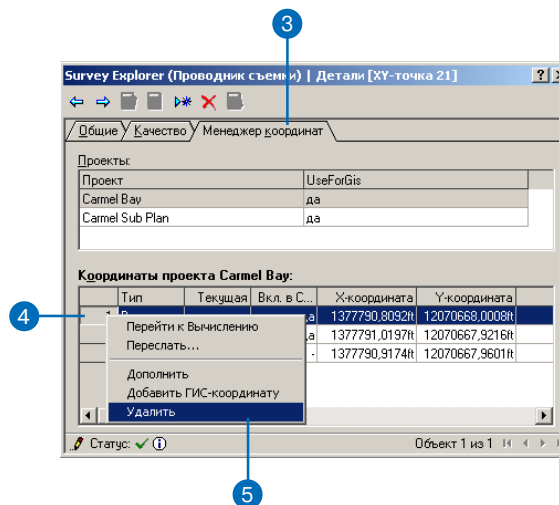 3
Survey Explorer (Проводник съемки) | Детали [XY-точка 21]
Общие Качество Менеджер координат
Проекты:
Проект UseForGis
Carmel Bay да
Carmel Sub Plan да
Координаты проекта Carmel Bay:
Тип Текущая Вкл. в С... X-координата Y-координата
4
1 1377790,8092ft 12070668,0008ft
1377791,0197ft 12070667,9216ft
- 1377790,9174ft 12070667,9601ft
Перейти к Вычислению
Переслать...
Дополнить
Добавить ГИС-координату
Удалить
Статус: Объект 1 из 1
5